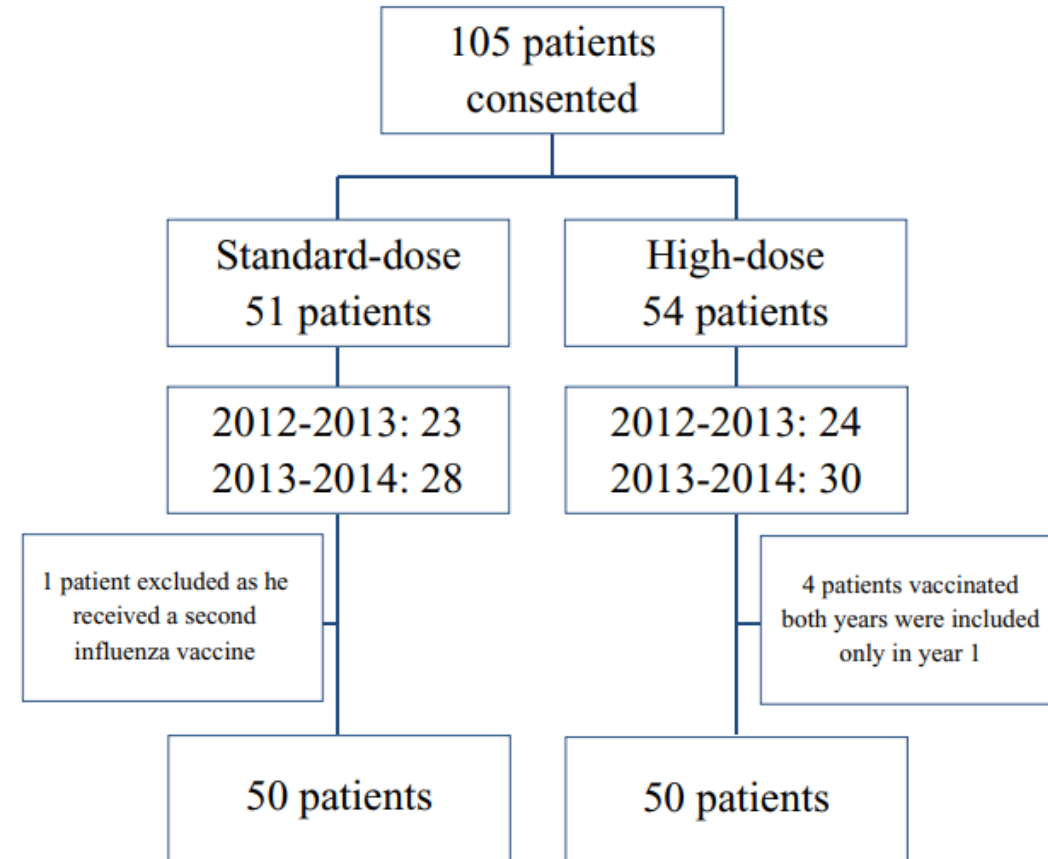 105 patients
consented
Standard-dose
51 patients
High-dose
54 patients
2012-2013: 23
2013-2014: 28
2012-2013: 24
2013-2014: 30
1 patient excluded as he
received a second
influenza vaccine
4 patients vaccinated
both years were included
only in year 1
50 patients
50 patients